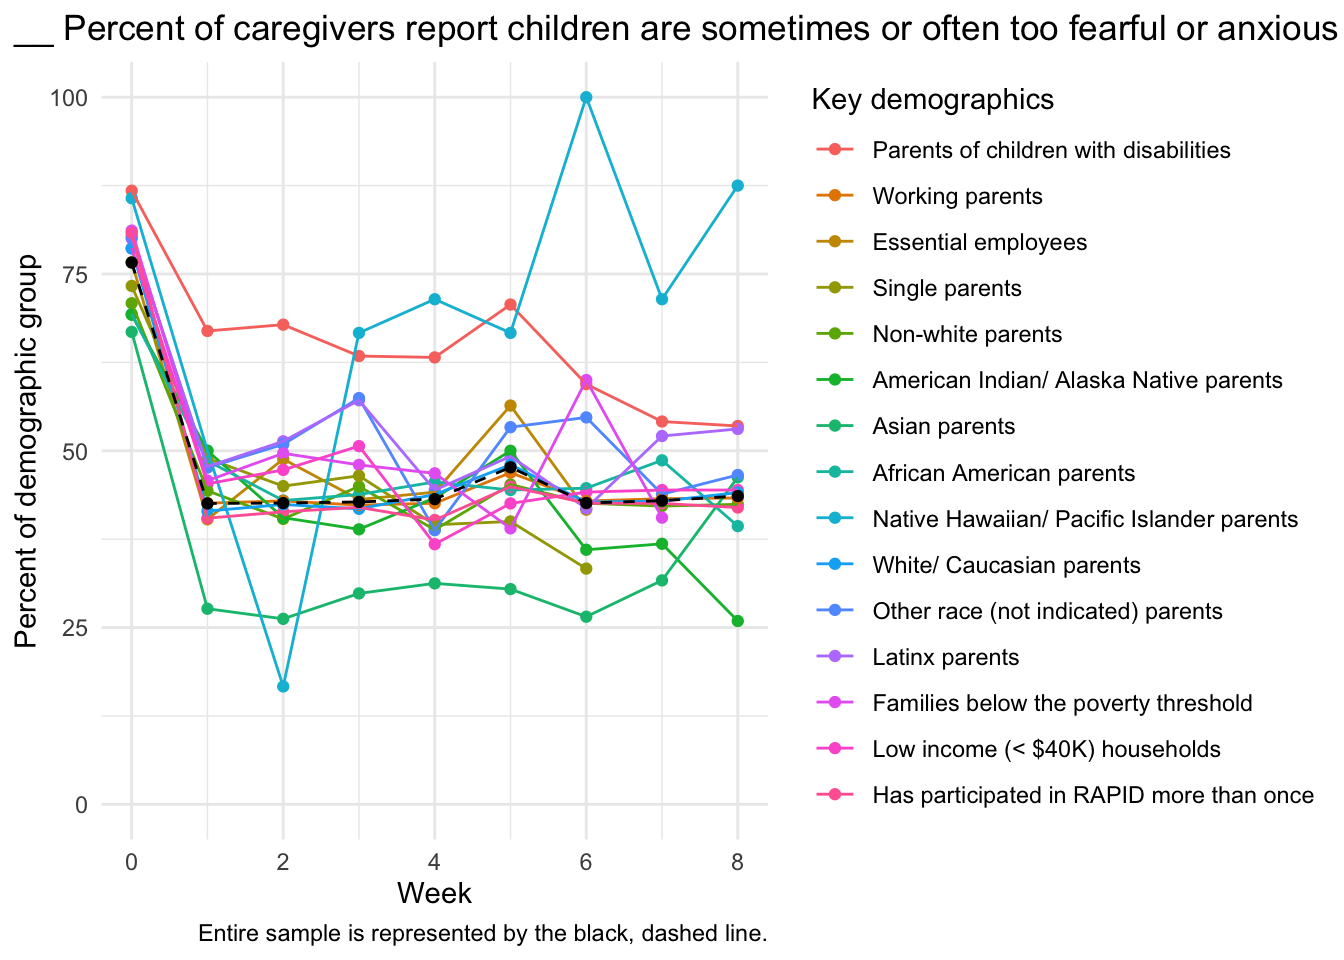 __ Percent of caregivers report children are sometimes or often too fearful or anxious
Percent of demographic group
100
75
50
25
0
0 2 4 6 8
Week
Entire sample is represented by the black, dashed line.
Key demographics
Parents of children with disabilities
Working parents
Essential employees
Single parents
Non-white parents
American Indian/ Alaska Native parents
Asian parents
African American parents
Native Hawaiian/ Pacific Islander parents
White/ Caucasian parents
Other race (not indicated) parents
Latinx parents
Families below the poverty threshold
Low income (< $40K) households
Has participated in RAPID more than once